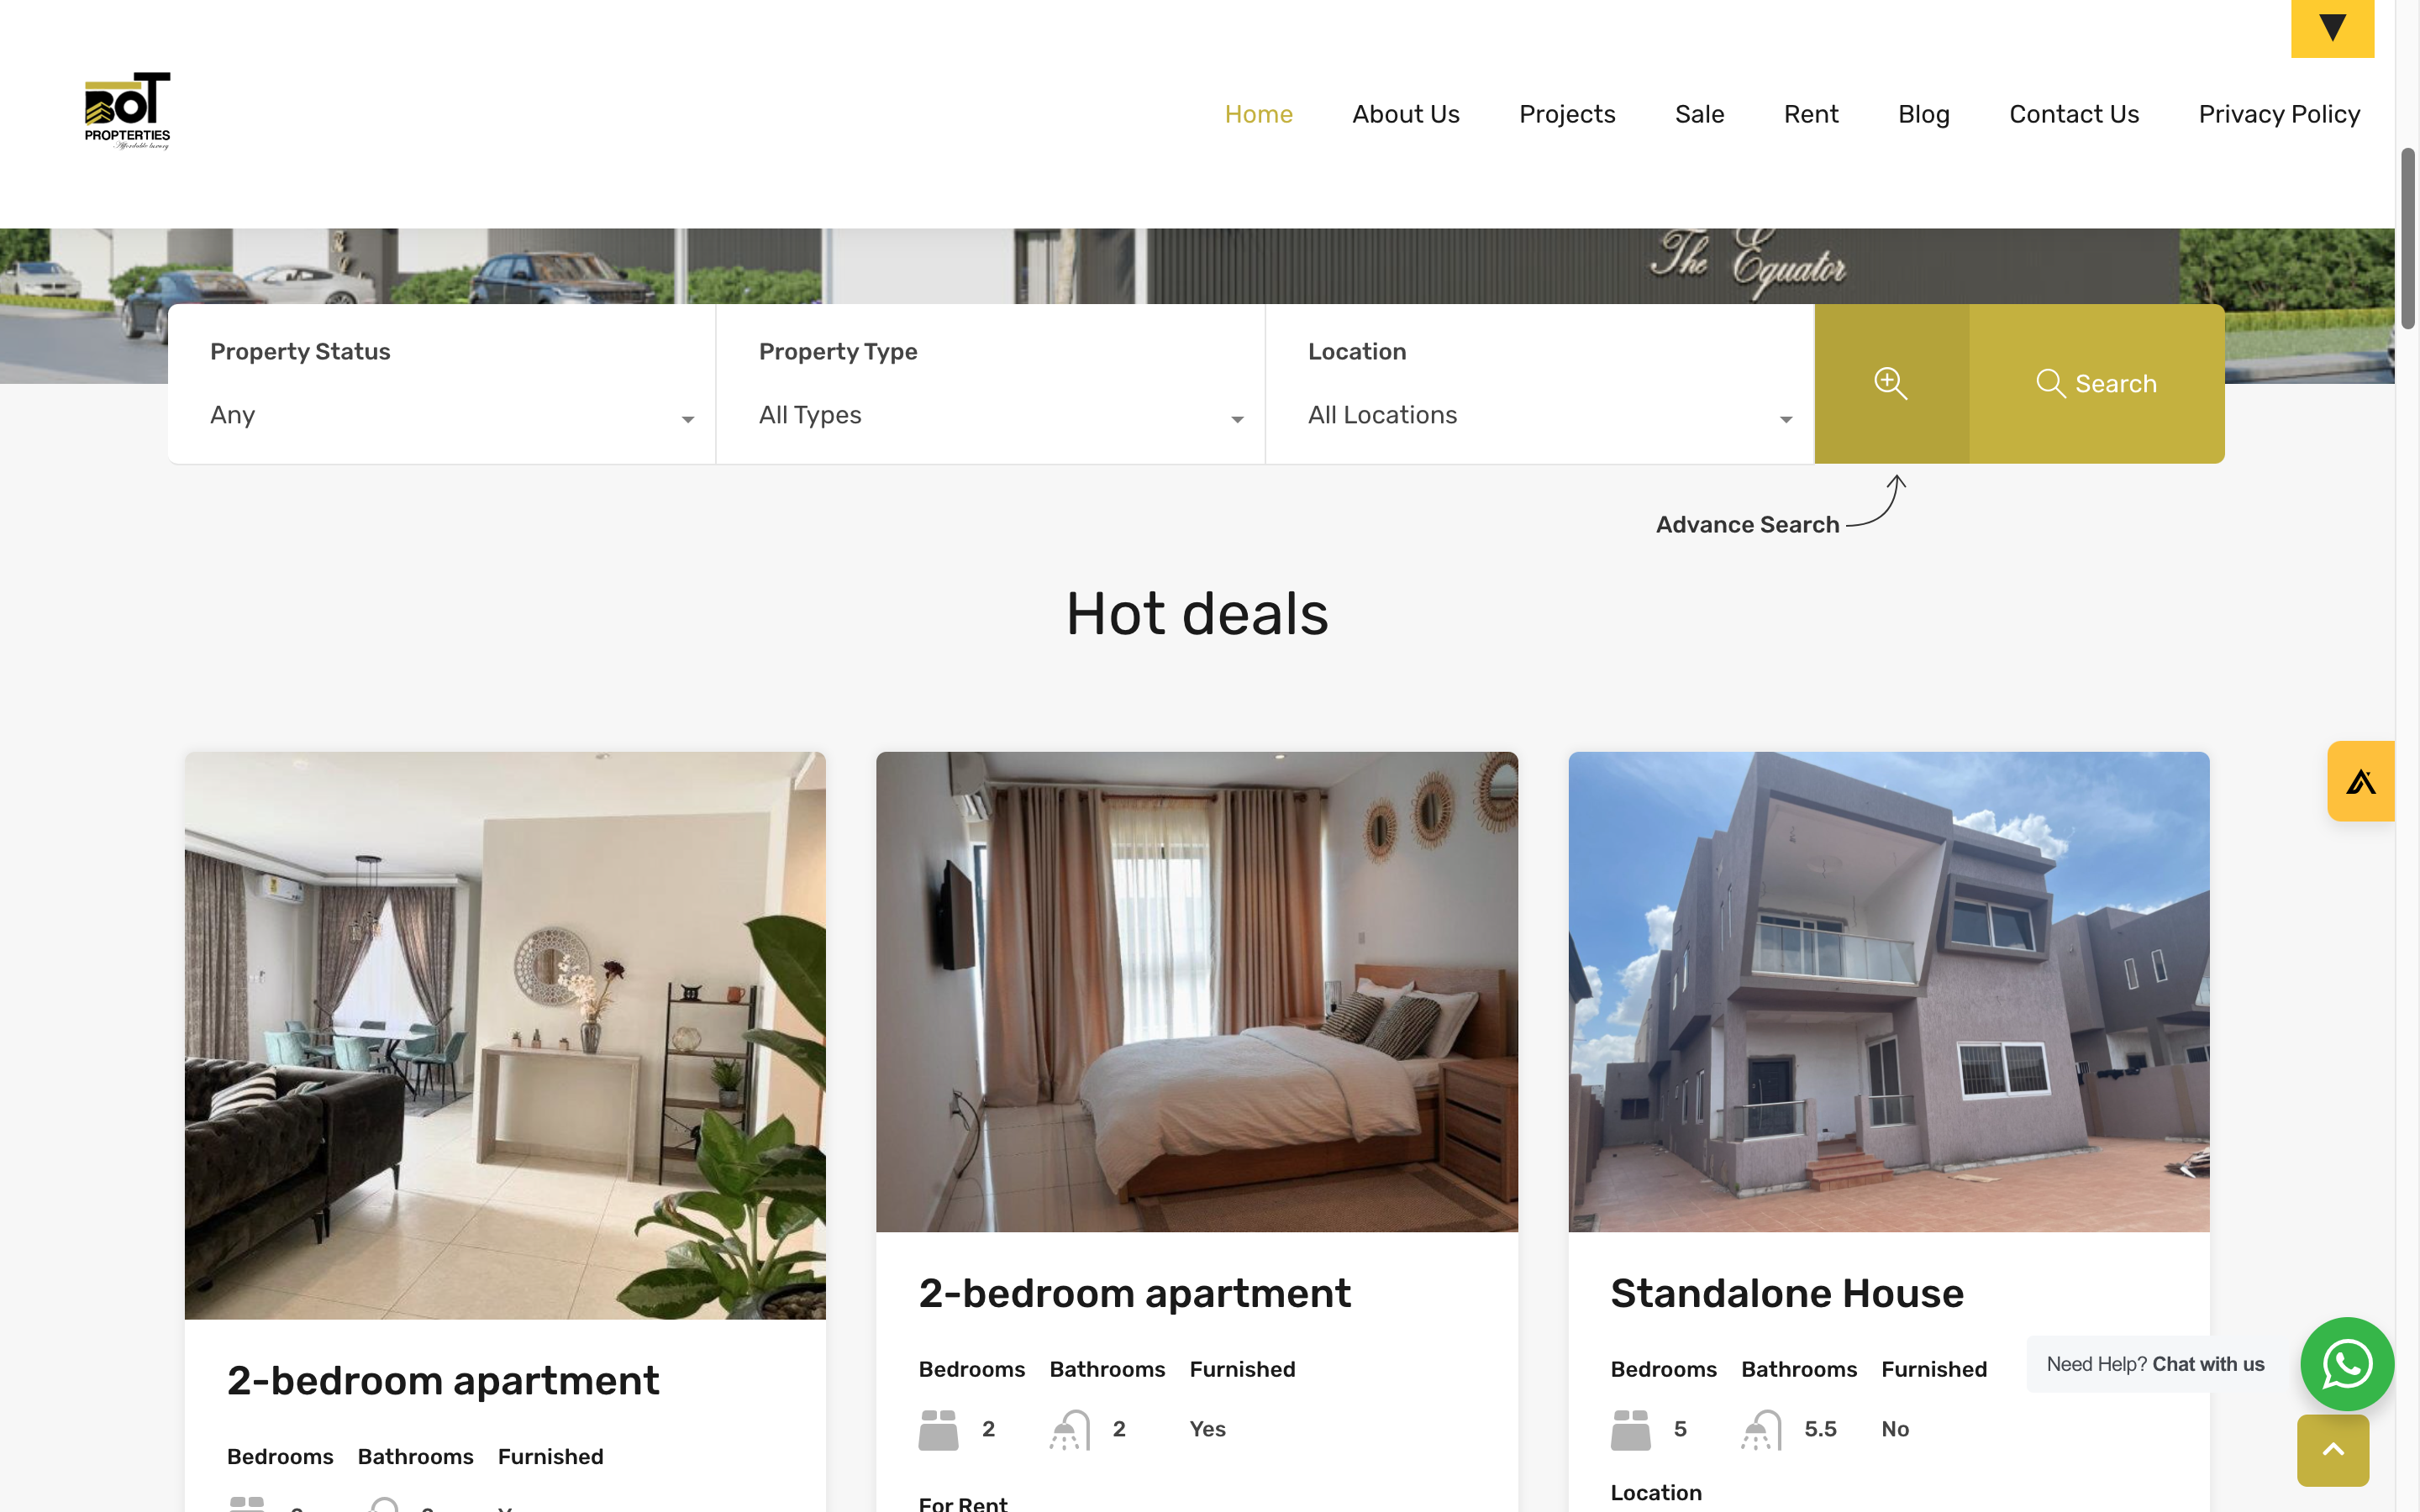 BOT
PROPTERTIES
Affordable luxury
Home
About Us
Projects
Sale
Rent
Blog
Contact Us
Privacy Policy
The Equator
Property Status
Any
Property Type
All Types
Location
All Locations
Search
Advance Search
Hot deals
2-bedroom apartment
Bedrooms Bathrooms Furnished
2-bedroom apartment
Bedrooms Bathrooms Furnished
2 2 Yes
For Rent
Standalone House
Bedrooms Bathrooms Furnished
5 5.5 No
Location
Need Help? Chat with us